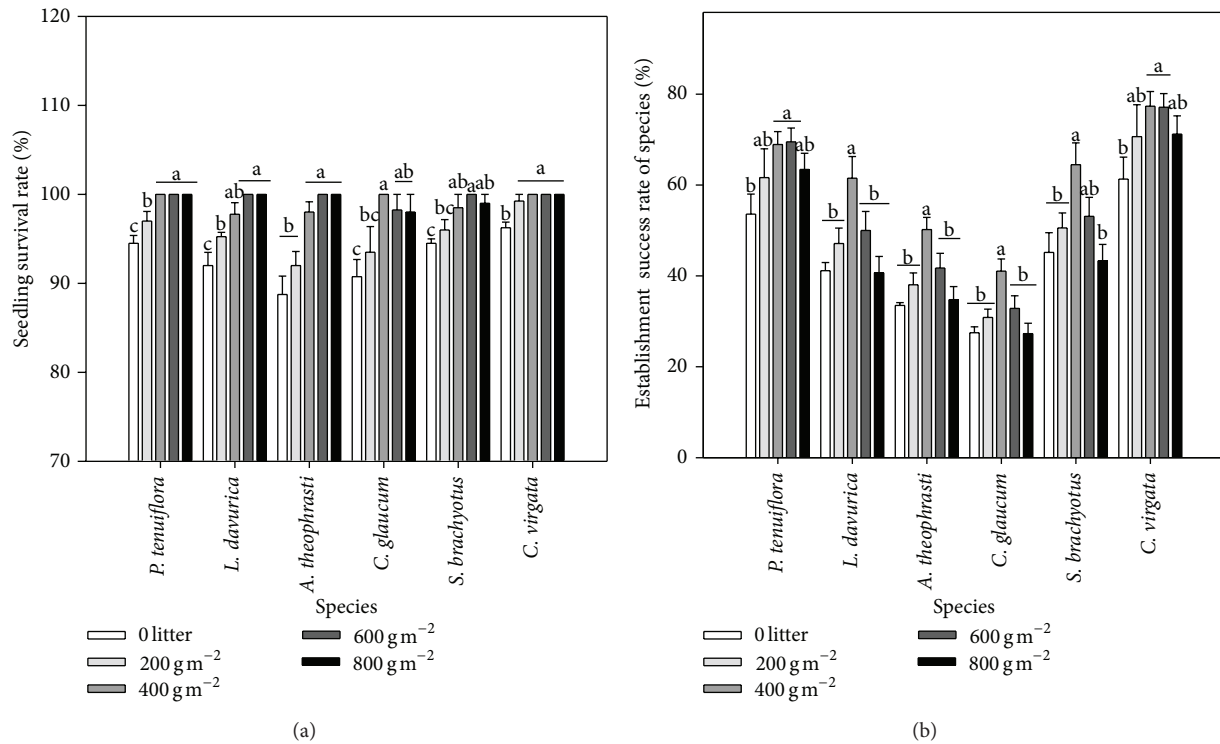 120
110
100
90
80
70
Seedling survival rate (%)
c b a
c b ab a
b a
c bc a ab
c bc ab a ab
b a
P. tenuiflora
L. davurica
A. theophrasti
C. glaucum
S. brachyotus
C. virgata
Species
0 litter
200 g m−2
400 g m−2
600 g m−2
800 g m−2
(a)
80
60
40
20
0
Establishment success rate of species (%)
b ab a ab
b a b
b a b
b a b
b a ab b
b ab a ab
P. tenuiflora
L. davurica
A. theophrasti
C. glaucum
S. brachyotus
C. virgata
Species
0 litter
200 g m−2
400 g m−2
600 g m−2
800 g m−2
(b)